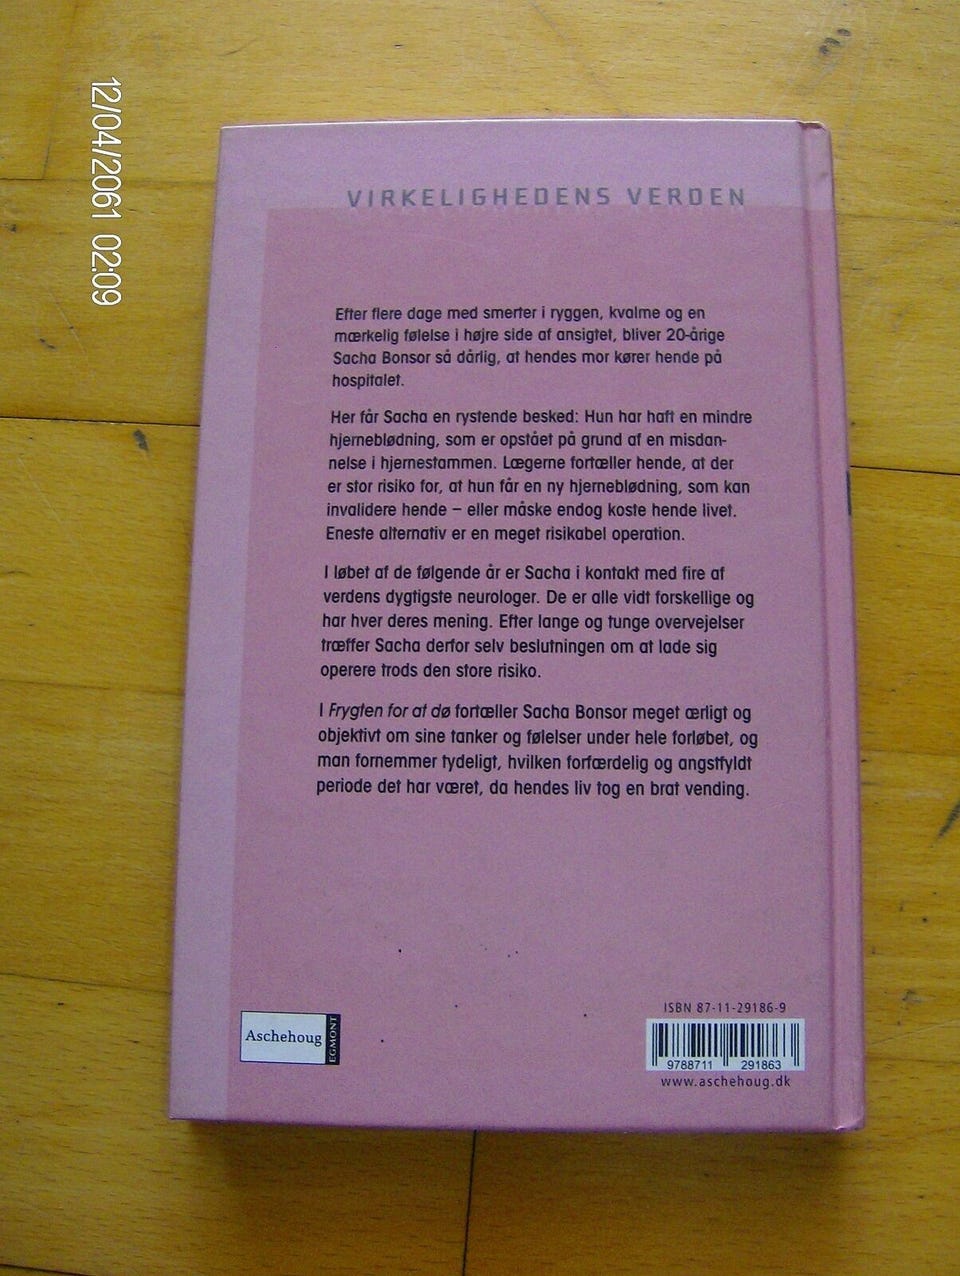 12/04/2061 02:09
VIRKELIGHEDENS VERDEN
Efter flere dage med smerter i ryggen, kvalme og en
mærkelig følelse i højre side af ansigtet, bliver 20-årige
Sacha Bonsor så dårlig, at hendes mor kører hende på
hospitalet.
Her får Sacha en rystende besked: Hun har haft en mindre
hjerneblødning, som er opstået på grund af en misdan-
nelse i hjernestammen. Lægerne fortæller hende, at der
er stor risiko for, at hun får en ny hjerneblødning, som kan
invalidere hende – eller måske endog koste hende livet.
Eneste alternativ er en meget risikabel operation.
I løbet af de følgende år er Sacha i kontakt med fire af
verdens dygtigste neurologer. De er alle vidt forskellige og
har hver deres mening. Efter lange og tunge overvejelser
træffer Sacha derfor selv beslutningen om at lade sig
operere trods den store risiko.
I Frygten for at dø fortæller Sacha Bonsor meget ærligt og
objektivt om sine tanker og følelser under hele forløbet, og
man fornemmer tydeligt, hvilken forfærdelig og angstfyldt
periode det har været, da hendes liv tog en brat vending.
Aschehoug
EGMONT
ISBN 87-11-29186-9
9788711 291863
www.aschehoug.dk